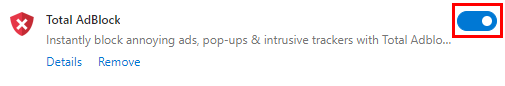 Total AdBlock
Instantly block annoying ads, pop-ups & intrusive trackers with Total Adblo...
Details Remove